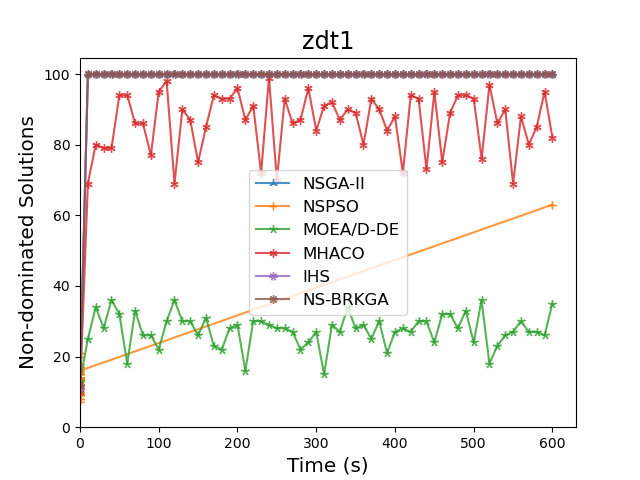 zdt1
Non-dominated Solutions
100
80
60
40
20
0
NSGA-II
NSPSO
MOEA/D-DE
MHACO
IHS
NS-BRKGA
0 100 200 300 400 500 600
Time (s)